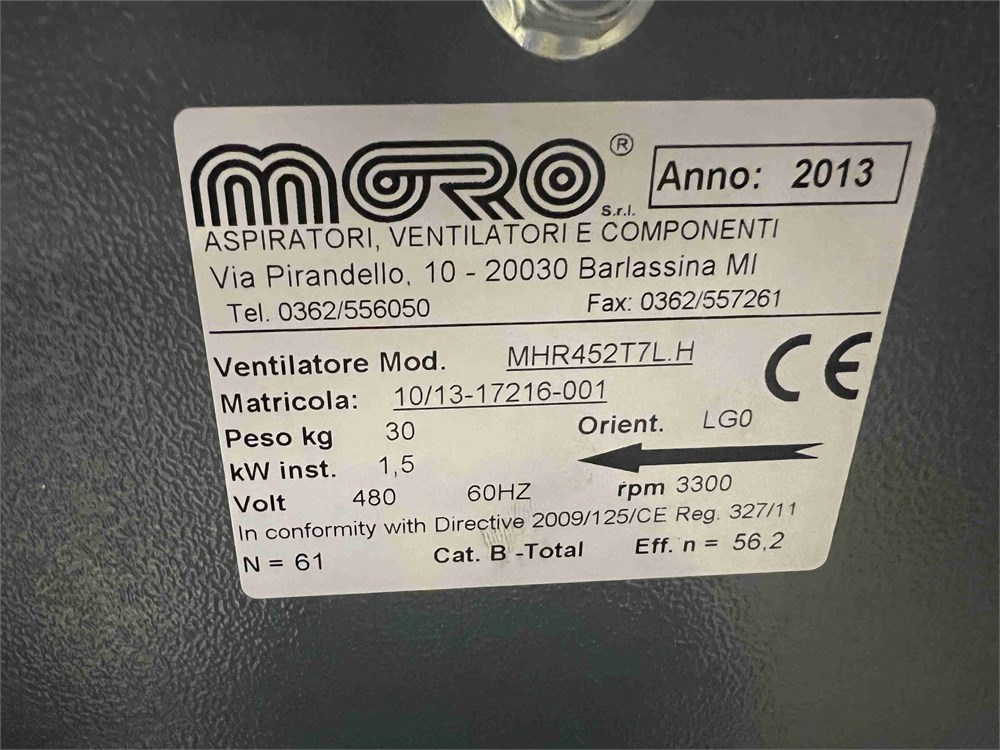 MORO ® Anno: 2013
s.r.l.
ASPIRATORI, VENTILATORI E COMPONENTI
Via Pirandello, 10 - 20030 Barlassina MI
Tel. 0362/556050 Fax: 0362/557261
Ventilatore Mod. MHR452T7L.H CE
Matricola: 10/13-17216-001
Peso kg 30 Orient. LG0
kW inst. 1,5
Volt 480 60HZ rpm 3300
In conformity with Directive 2009/125/CE Reg. 327/11
N = 61 Cat. B -Total Eff. n = 56,2